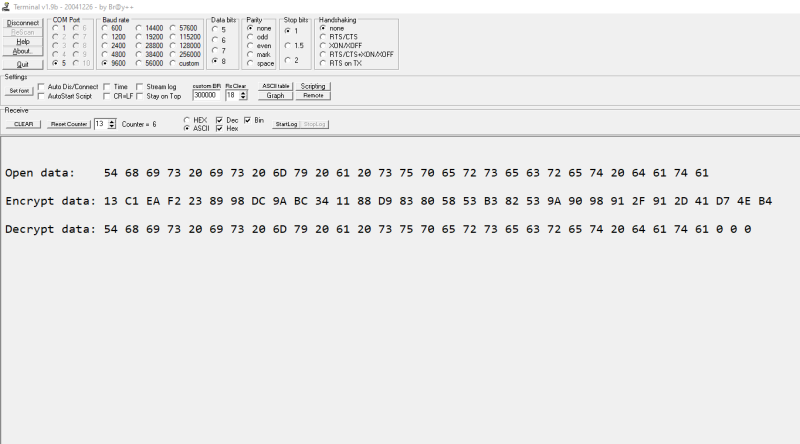 Terminal v1,9b - 20041226 - by Br@y++
Disconnect
ReScan
Help
About..
Quit
COM Port
1 6
2 7
3 8
4 9
5 10
Baud rate
600 14400 57600
1200 19200 115200
2400 28800 128000
4800 38400 256000
9600 56000 custom
Data bits
5
6
7
8
Parity
none
odd
even
mark
space
Stop bits
1
1.5
2
Handshaking
none
RTS/CTS
XON/XOFF
RTS/CTS+XON/XOFF
RTS on TX
Settings
Set font
Auto Dis/Connect Time Stream log
AutoStart Script CR=LF Stay on Top
custom BR Rx Clear
300000 18
ASCII table Scripting
Graph Remote
Receive
CLEAR Reset Counter 13 Counter = 6
HEX Dec Bin
ASCII Hex
StartLog StopLog
Open data: 54 68 69 73 20 69 73 20 6D 79 20 61 20 73 75 70 65 72 73 65 63 72 65 74 20 64 61 74 61
Encrypt data: 13 C1 EA F2 23 89 98 DC 9A BC 34 11 88 D9 83 80 58 53 B3 82 53 9A 90 98 91 2F 91 2D 41 D7 4E B4
Decrypt data: 54 68 69 73 20 69 73 20 6D 79 20 61 20 73 75 70 65 72 73 65 63 72 65 74 20 64 61 74 61 0 0 0